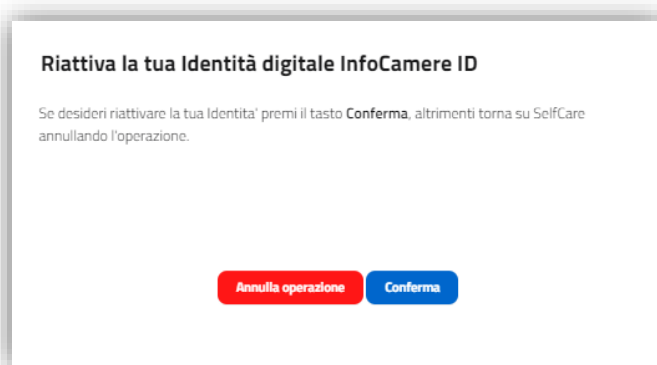 Riattiva la tua Identità digitale InfoCamere ID
Se desideri riattivare la tua Identita' premi il tasto Conferma, altrimenti torna su SelfCare
annullando l'operazione.
Annulla operazione Conferma